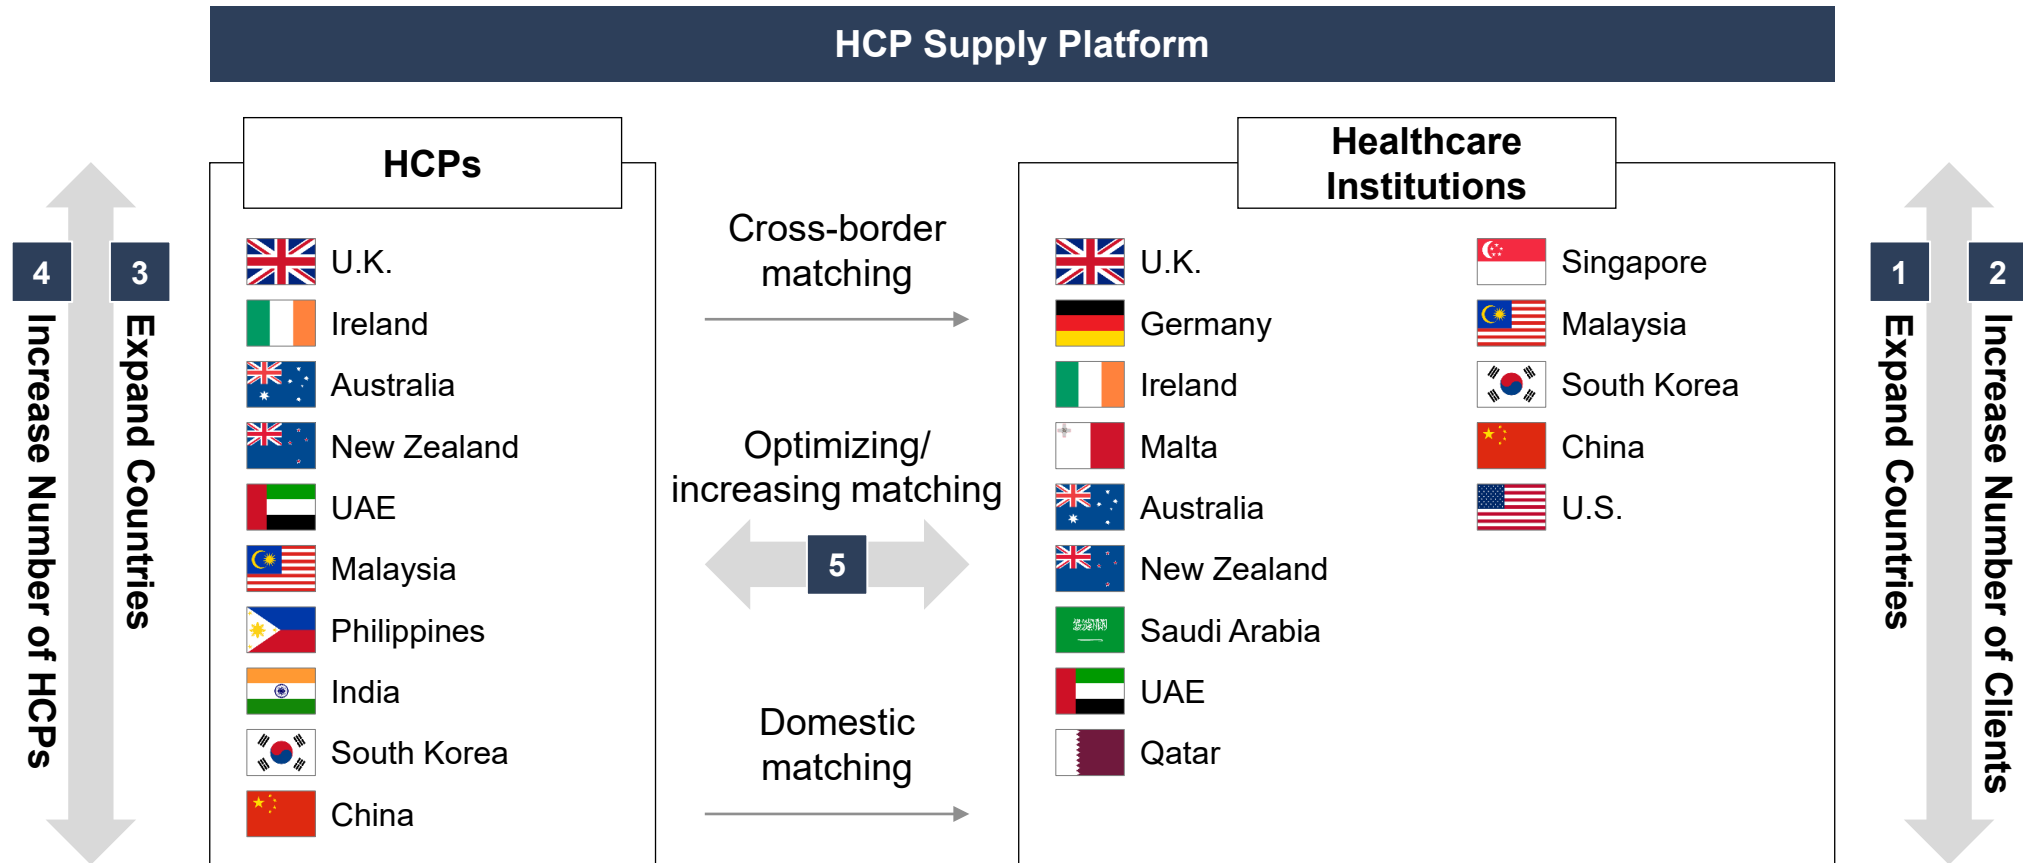 HCP Supply Platform
HCPs
U.K.
Ireland
Australia
New Zealand
UAE
Malaysia
Philippines
India
South Korea
China
4
Increase Number of HCPs
3
Expand Countries
Cross-border
matching
Optimizing/
increasing matching
5
Domestic
matching
Healthcare
Institutions
U.K.
Germany
Ireland
Malta
Australia
New Zealand
Saudi Arabia
UAE
Qatar
Singapore
Malaysia
South Korea
China
U.S.
1
Expand Countries
2
Increase Number of Clients